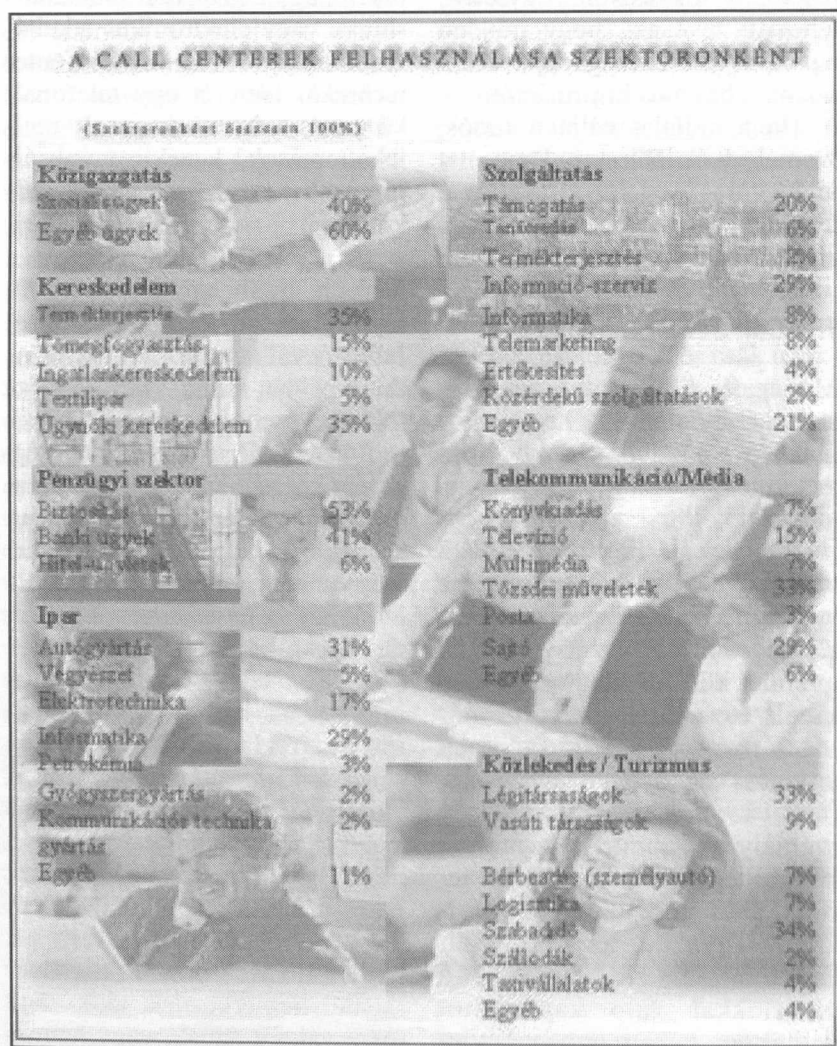 A CALL CENTEREK FELHASZNÁLÁSA SZEKTORONKÉNT
(Szektoronként összesen 100%)
Közigazgatás
Szociális ügyek 40%
Egyéb ügyek 60%
Kereskedelem
Termékterjesztés 35%
Tömegfogyasztás 15%
Ingatlankereskedelem 10%
Textilipar 5%
Ügynöki kereskedelem 35%
Pénzügyi szektor
Biztosítás 53%
Banki ügyek 41%
Hitel-ügyletek 6%
Ipar
Autógyártás 31%
Vegyészet 5%
Elektrotechnika 17%
Informatika 29%
Petrokémia 3%
Gyógyszergyártás 2%
Kommunikációs technika 2%
gyártás
Egyéb 11%
Szolgáltatás
Támogatás 20%
Tanácsadás 6%
Termékterjesztés 2%
Információ-szerviz 29%
Informatika 8%
Telemarketing 8%
Értékesítés 4%
Közérdekű szolgáltatások 2%
Egyéb 21%
Telekommunikáció/Média
Könyvkiadás 7%
Televízió 15%
Multimédia 7%
Tőzsdei műveletek 33%
Posta 3%
Sajtó 29%
Egyéb 6%
Közlekedés / Turizmus
Légitársaságok 33%
Vasúti társaságok 9%
Bérbeadás (személyautó) 7%
Logisztika 7%
Szabadidő 34%
Szállodák 2%
Taxivállalatok 4%
Egyéb 4%